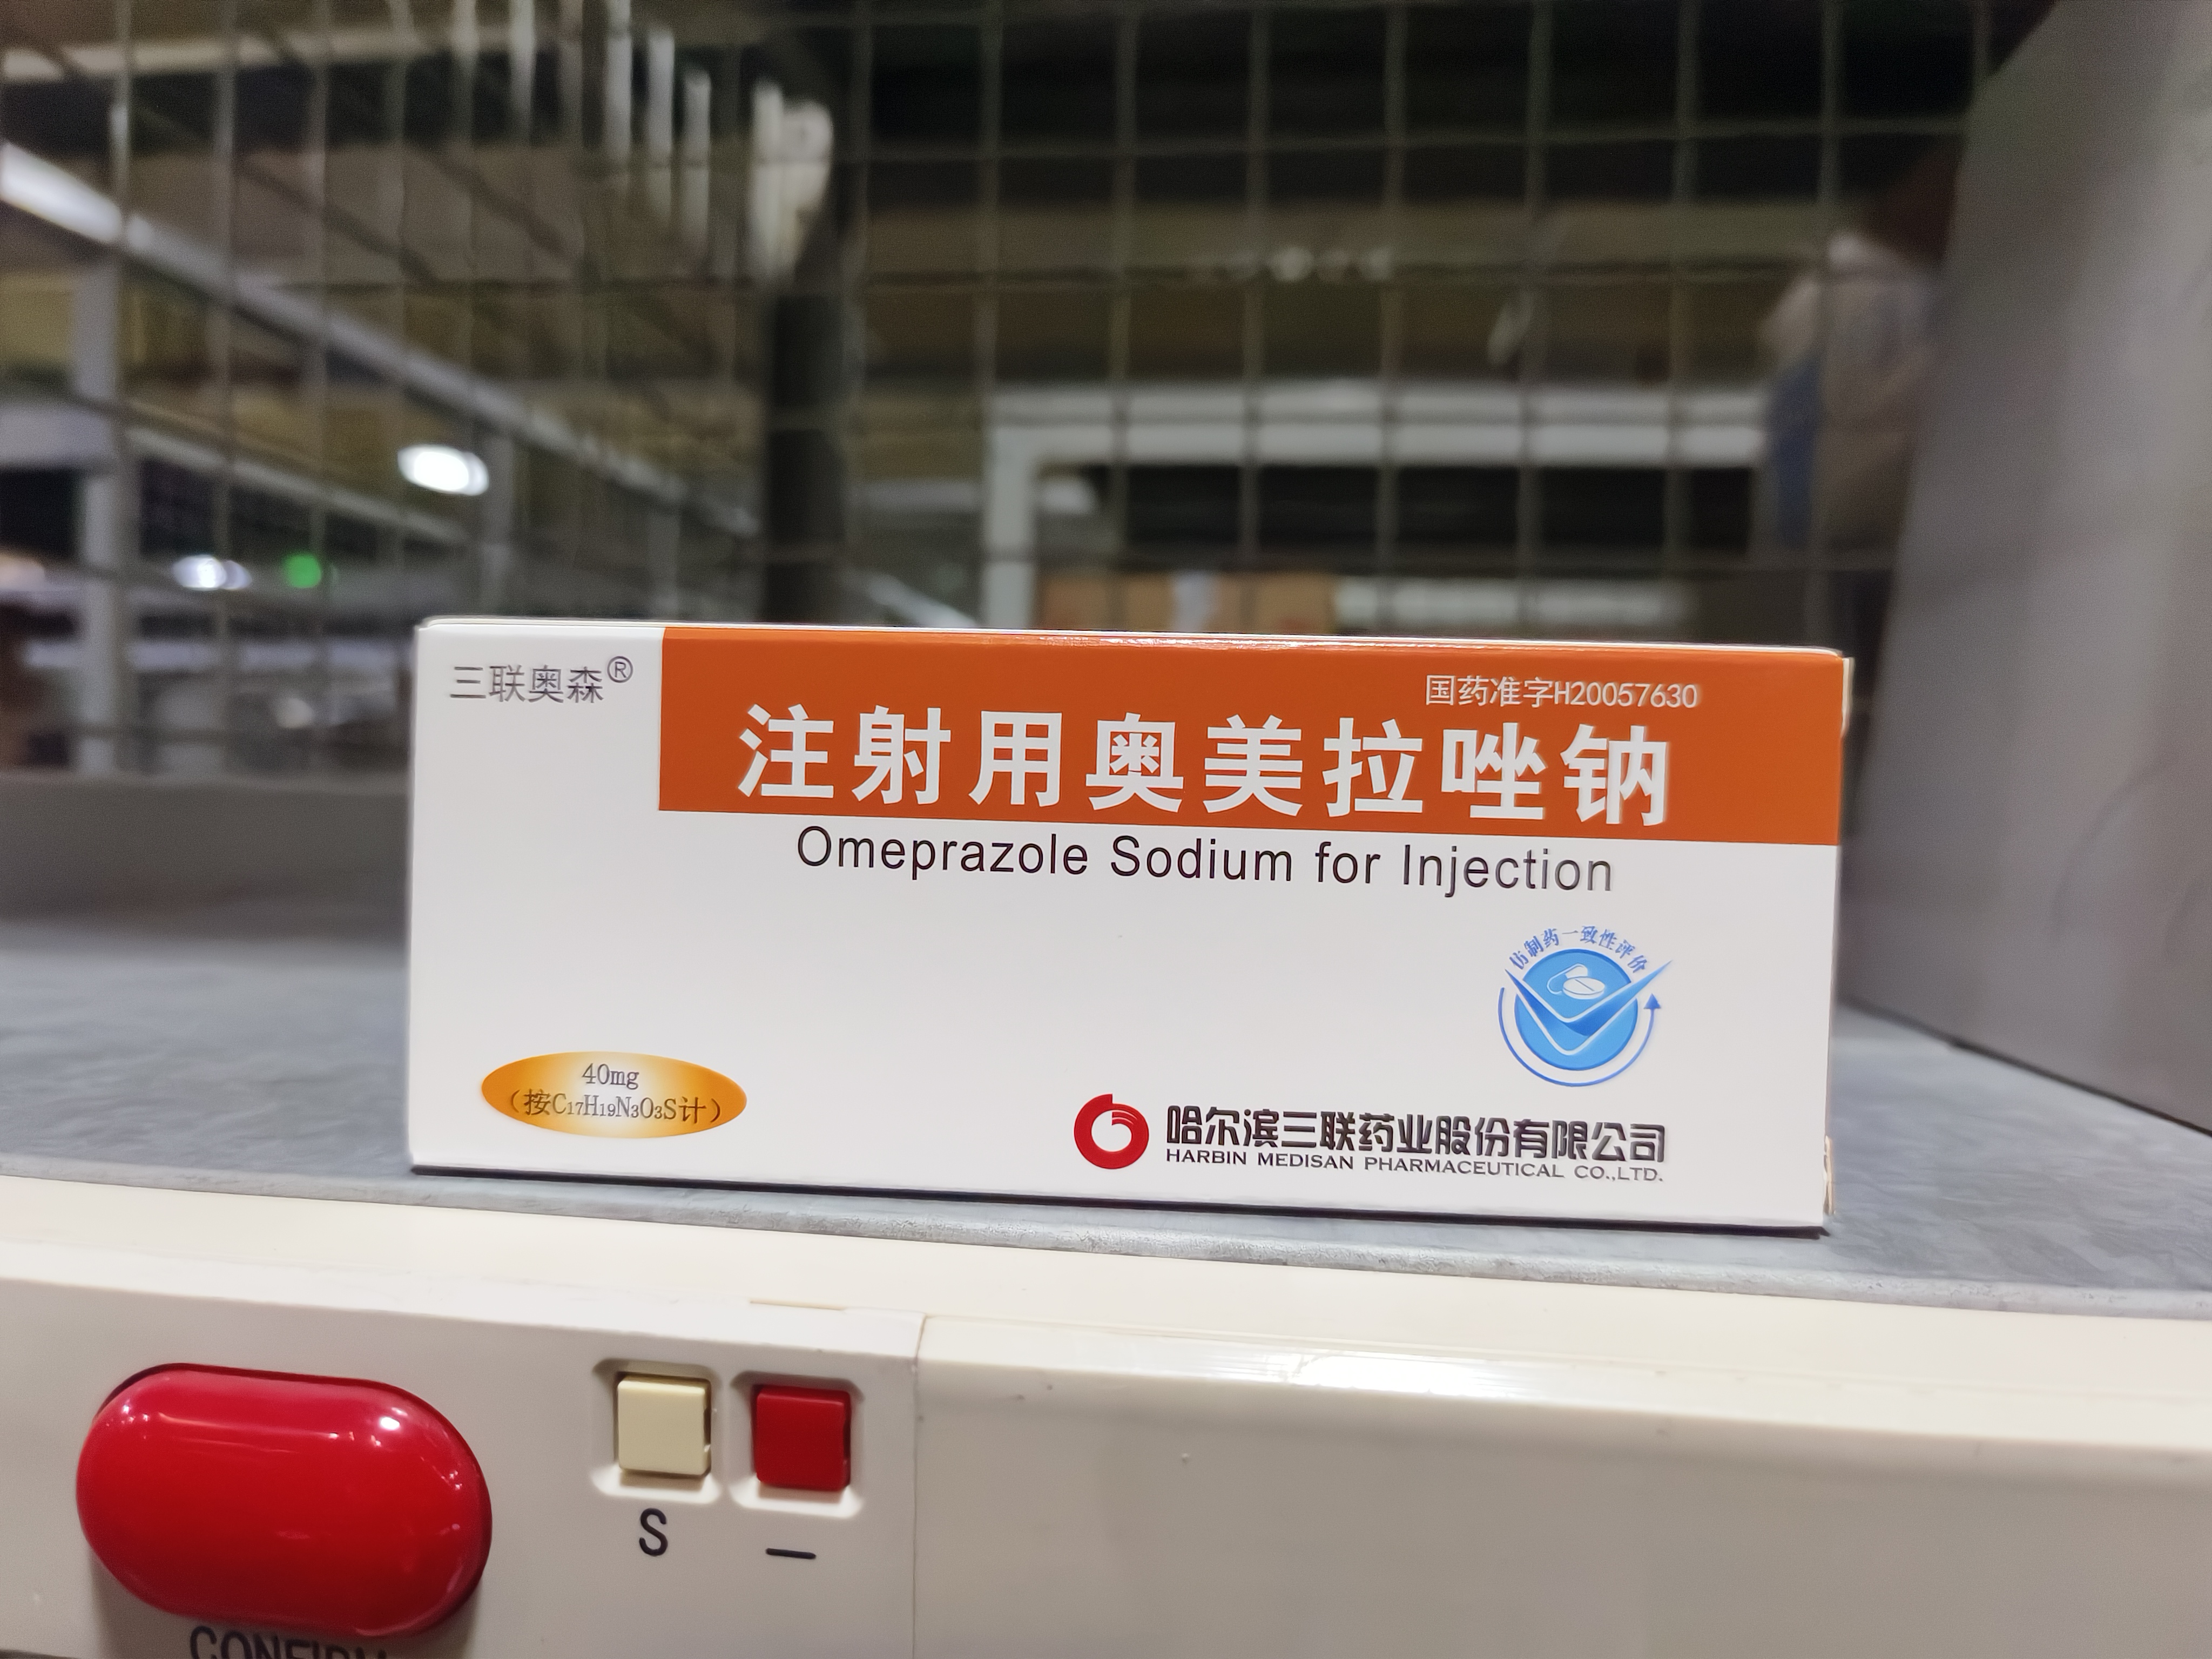 三联奥森®
国药准字H20057630
注射用奥美拉唑钠
Omeprazole Sodium for Injection
仿制药一致性评价
40mg
（按C₁₇H₁₉N₃O₃S计）
哈尔滨三联药业股份有限公司
HARBIN MEDISAN PHARMACEUTICAL CO.,LTD.
S —
CONFIRM